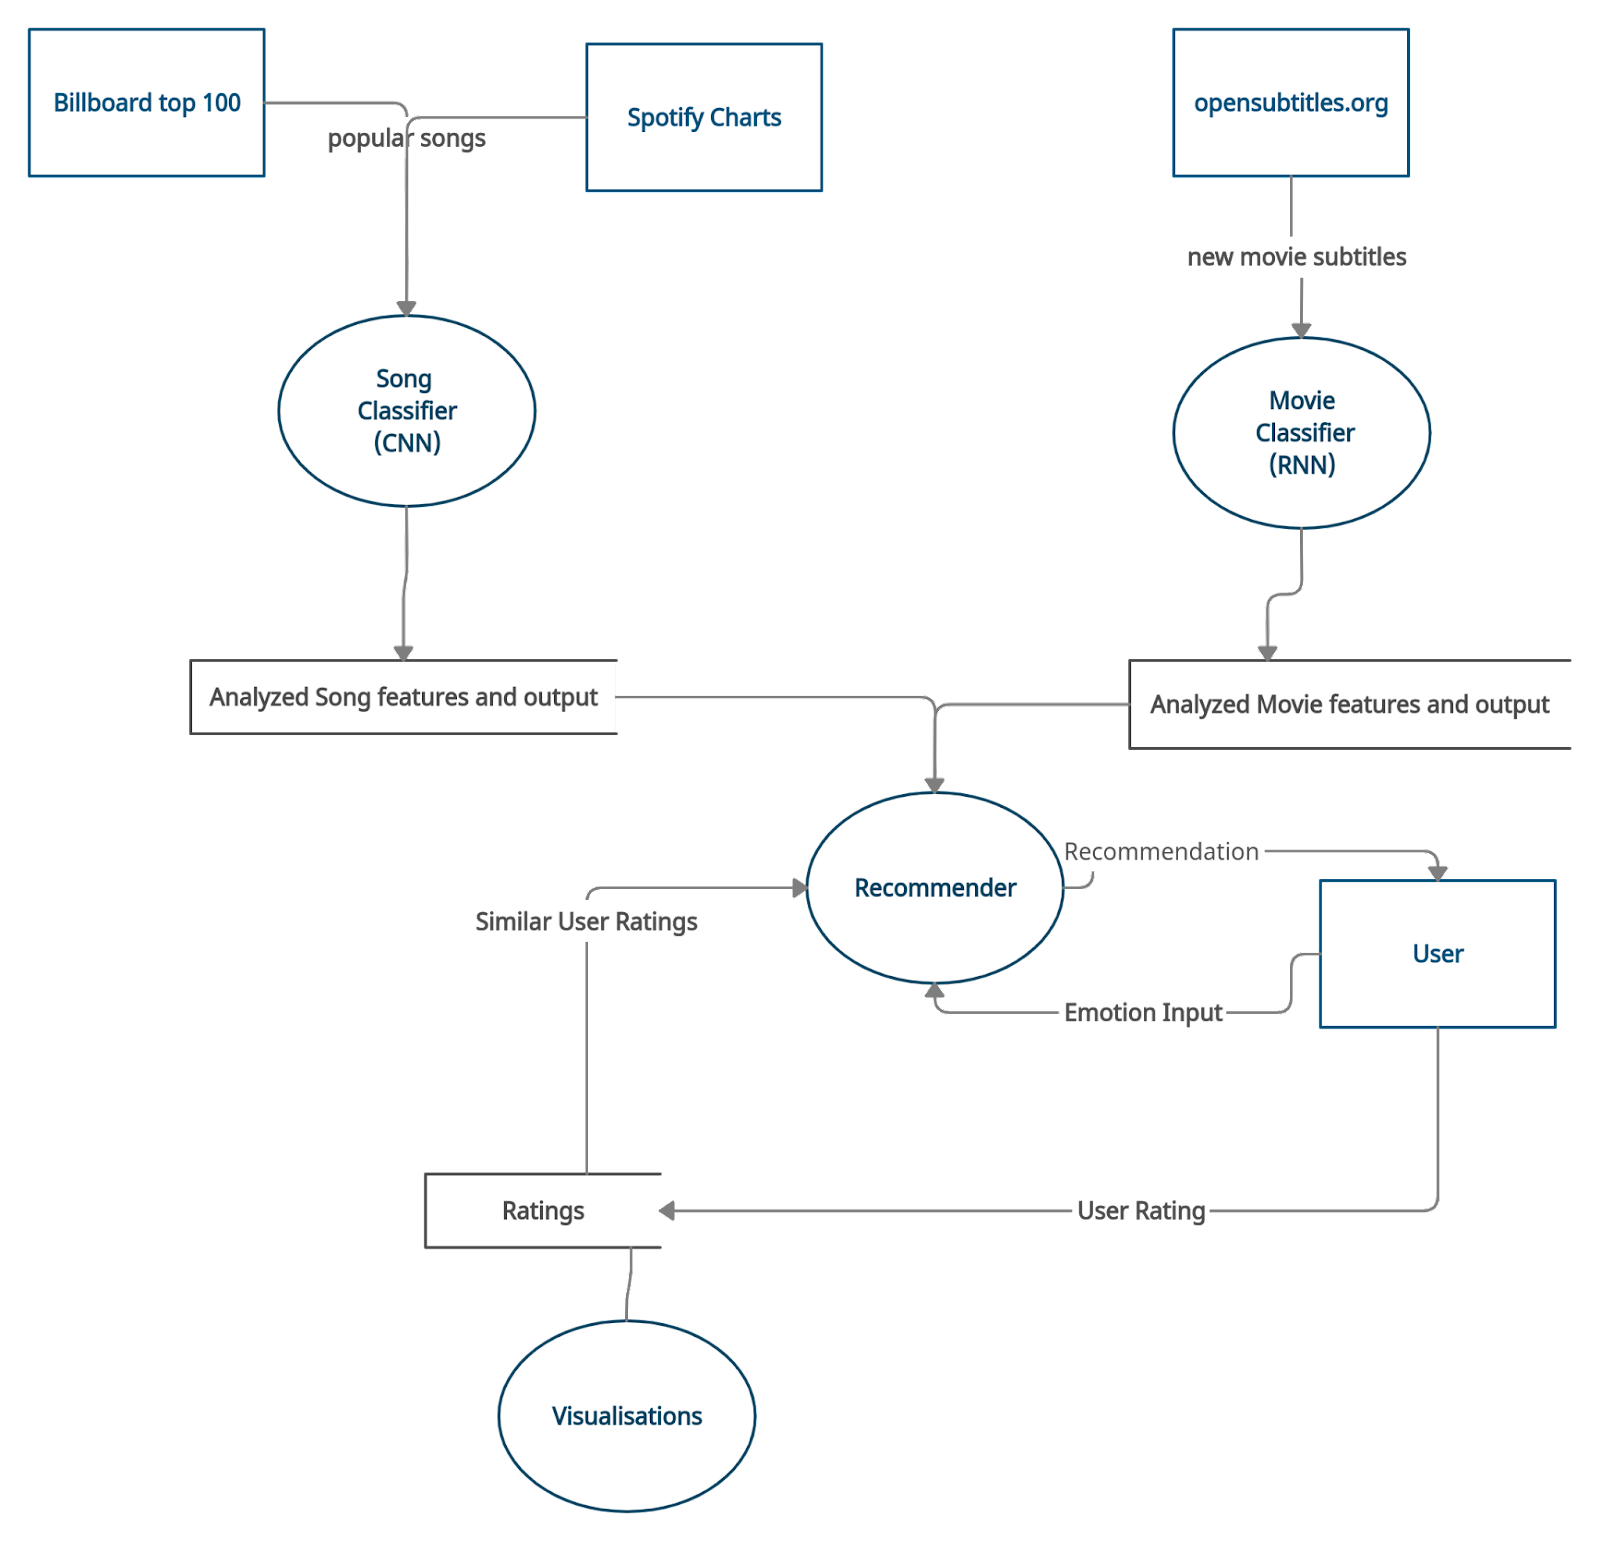 Billboard top 100
Spotify Charts
opensubtitles.org
popular songs
new movie subtitles
Song
Classifier
(CNN)
Movie
Classifier
(RNN)
Analyzed Song features and output
Analyzed Movie features and output
Recommendation
Recommender
Similar User Ratings
User
Emotion Input
Ratings
User Rating
Visualisations